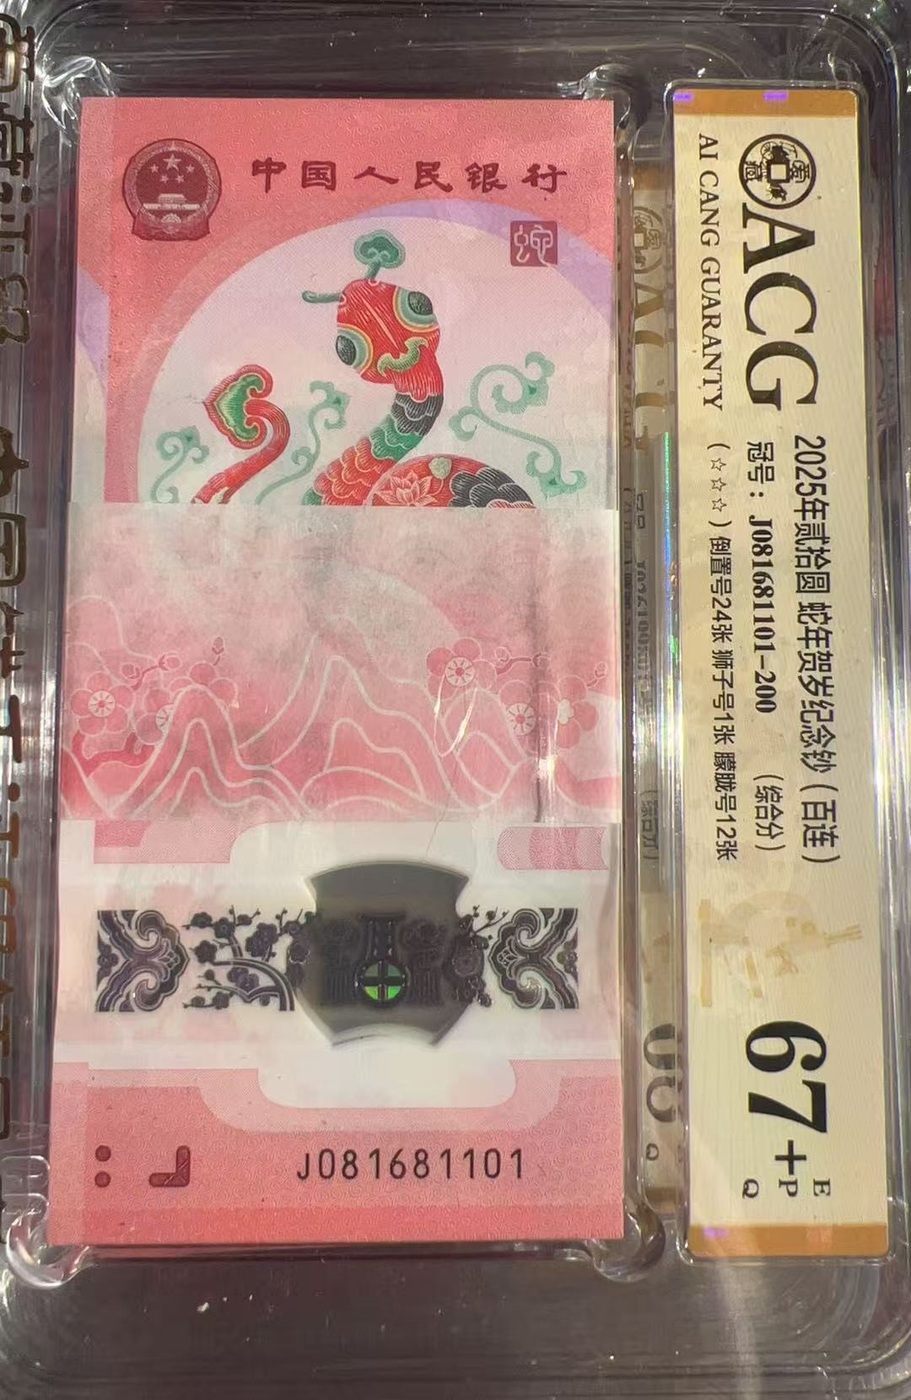 中国人民银行
蛇
J081681101
爱藏
ACG
AI CANG GUARANTY
2025年贰拾圆 蛇年贺岁纪念钞（百连）
冠号：J081681101-200 （综合分）
（☆☆☆）倒置号24张 狮子号1张 朦胧号12张
67+
E
P
Q